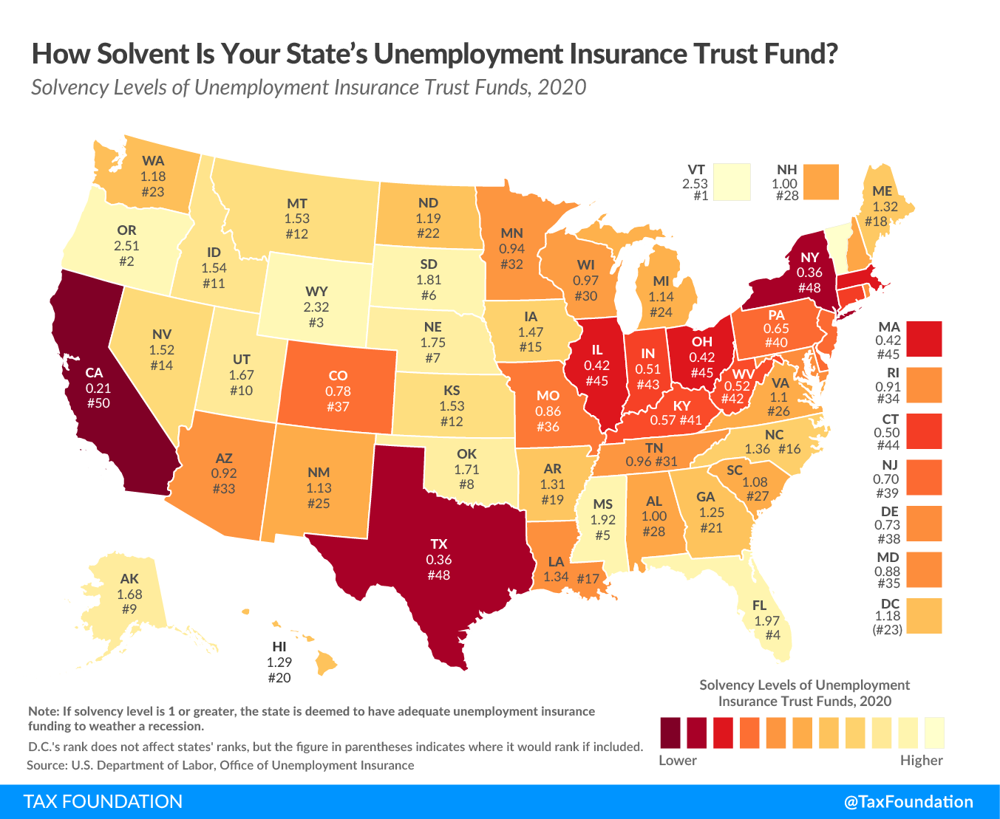 How Solvent Is Your State's Unemployment Insurance Trust Fund?
Solvency Levels of Unemployment Insurance Trust Funds, 2020
WA
1.18
#23
OR
2.51
#2
CA
0.21
#50
NV
1.52
#14
ID
1.54
#11
MT
1.53
#12
WY
2.32
#3
UT
1.67
#10
CO
0.78
#37
AZ
0.92
#33
NM
1.13
#25
ND
1.19
#22
SD
1.81
#6
NE
1.75
#7
KS
1.53
#12
OK
1.71
#8
TX
0.36
#48
MN
0.94
#32
IA
1.47
#15
MO
0.86
#36
AR
1.31
#19
LA
1.34 #17
WI
0.97
#30
IL
0.42
#45
MI
1.14
#24
IN
0.51
#43
OH
0.42
#45
KY
0.57 #41
TN
0.96 #31
MS
1.92
#5
AL
1.00
#28
GA
1.25
#21
FL
1.97
#4
SC
1.08
#27
NC
1.36 #16
VA
1.1
#26
WV
0.52
#42
PA
0.65
#40
NY
0.36
#48
ME
1.32
#18
VT
2.53
#1
NH
1.00
#28
MA
0.42
#45
RI
0.91
#34
CT
0.50
#44
NJ
0.70
#39
DE
0.73
#38
MD
0.88
#35
DC
1.18
(#23)
AK
1.68
#9
HI
1.29
#20
Solvency Levels of Unemployment
Insurance Trust Funds, 2020
Lower
Higher
Note: If solvency level is 1 or greater, the state is deemed to have adequate unemployment insurance
funding to weather a recession.
D.C.'s rank does not affect states' ranks, but the figure in parentheses indicates where it would rank if included.
Source: U.S. Department of Labor, Office of Unemployment Insurance
TAX FOUNDATION
@TaxFoundation